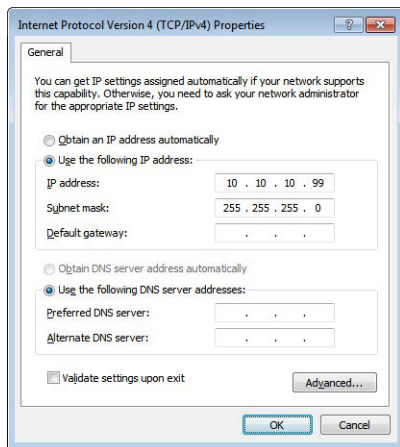 Internet Protocol Version 4 (TCP/IPv4) Properties
General
You can get IP settings assigned automatically if your network supports
this capability. Otherwise, you need to ask your network administrator
for the appropriate IP settings.
Obtain an IP address automatically
Use the following IP address:
IP address: 10 . 10 . 10 . 99
Subnet mask: 255 . 255 . 255 . 0
Default gateway: . . .
Obtain DNS server address automatically
Use the following DNS server addresses:
Preferred DNS server: . . .
Alternate DNS server: . . .
Validate settings upon exit
Advanced...
OK Cancel